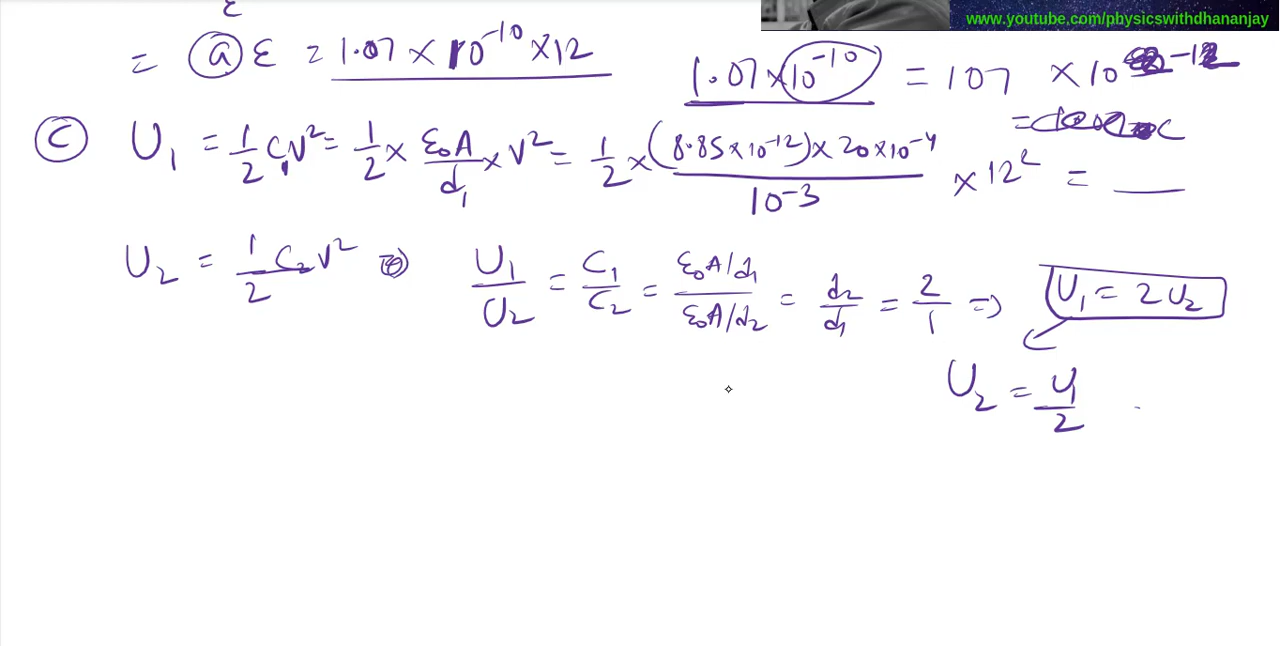 ε
www.youtube.com/physicswithdhananjay
= (a) ε = 1.07 × 10⁻¹⁰ × 12
1.07 × 10⁻¹⁰ = 107 × 10⁻¹²
=
(C) U₁ = 1/2 C₁V² = 1/2 × ε₀A/d₁ × V² = 1/2 × (8.85 × 10⁻¹²) × 20 × 10⁻⁴ / 10⁻³ × 12² = __
U₂ = 1/2 C₂V² U₁/U₂ = C₁/C₂ = ε₀A/d₁ / ε₀A/d₂ = d₂/d₁ = 2/1 ⇒ U₁ = 2U₂
U₂ = U₁/2